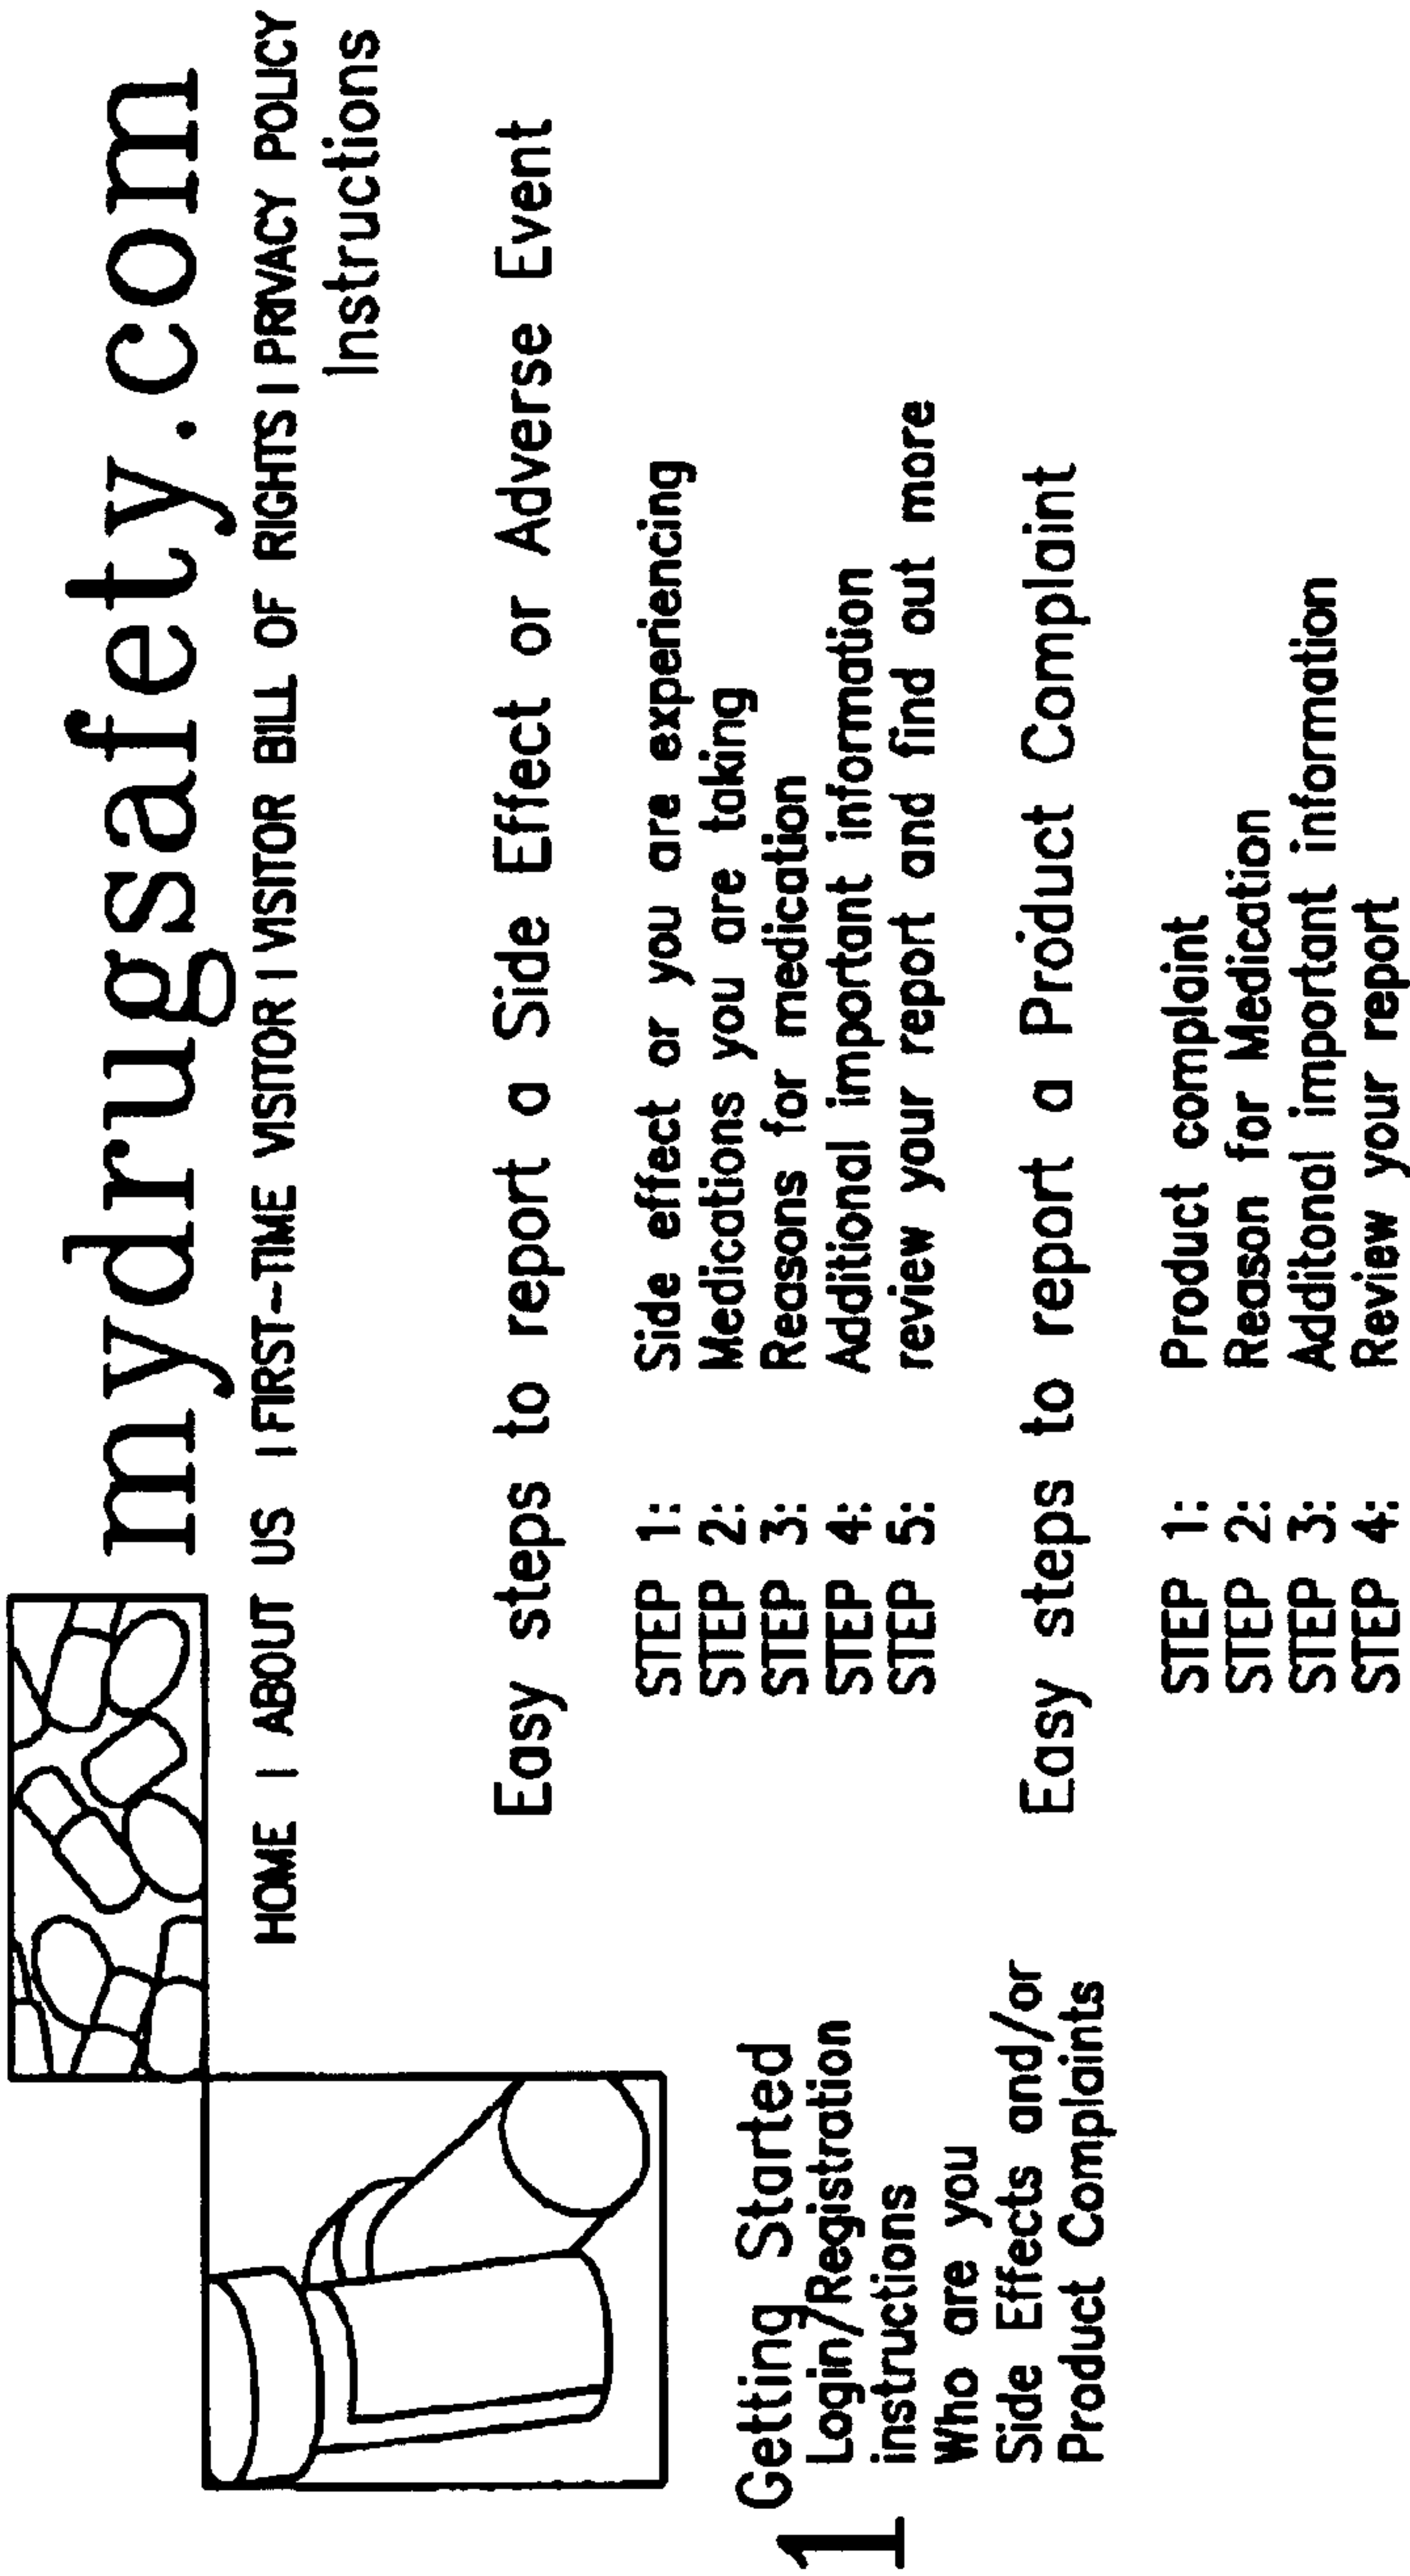 mydrugsafety.com
HOME | ABOUT US | FIRST-TIME VISITOR | VISITOR BILL OF RIGHTS | PRIVACY POLICY
Instructions
1 Getting Started
Login/Registration
instructions
Who are you
Side Effects and/or
Product Complaints
Easy steps to report a Side Effect or Adverse Event
STEP 1: Side effect or you are experiencing
STEP 2: Medications you are taking
STEP 3: Reasons for medication
STEP 4: Additional important information
STEP 5: review your report and find out more
Easy steps to report a Product Complaint
STEP 1: Product complaint
STEP 2: Reason for Medication
STEP 3: Additonal important information
STEP 4: Review your report